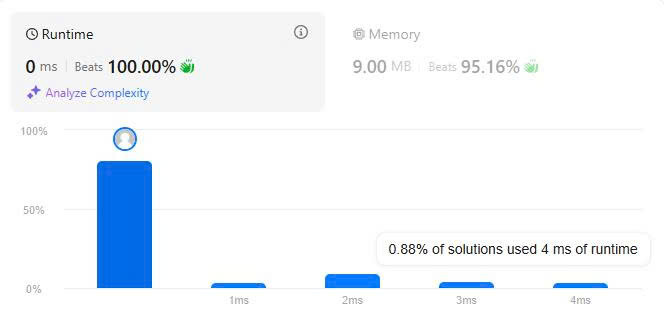 Runtime
0 ms | Beats 100.00%
Analyze Complexity
Memory
9.00 MB | Beats 95.16%
100%
50%
0.88% of solutions used 4 ms of runtime
0%
1ms 2ms 3ms 4ms